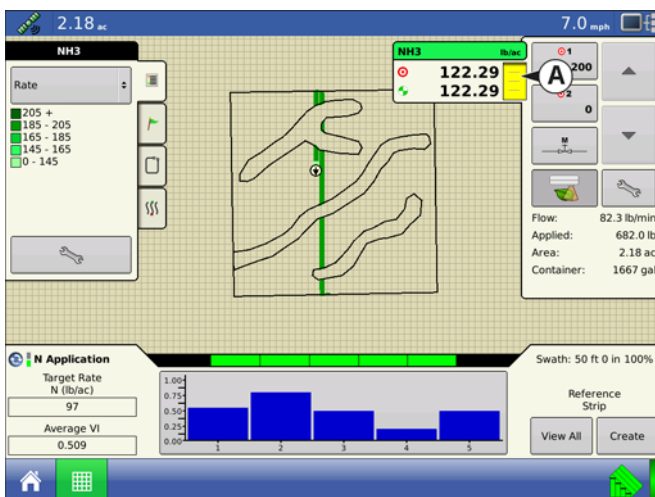 2.18 ac
7.0 mph
NH3
Rate
205 +
185 - 205
165 - 185
145 - 165
0 - 145
NH3 lb/ac
122.29
122.29
A
1
200
2
0
M
Flow: 82.3 lb/min
Applied: 682.0 lb
Area: 2.18 ac
Container: 1667 gal
N Application
Target Rate
N (lb/ac)
97
Average VI
0.509
1.00
0.75
0.50
0.25
0.00
1 2 3 4 5
Swath: 50 ft 0 in 100%
Reference
Strip
View All
Create